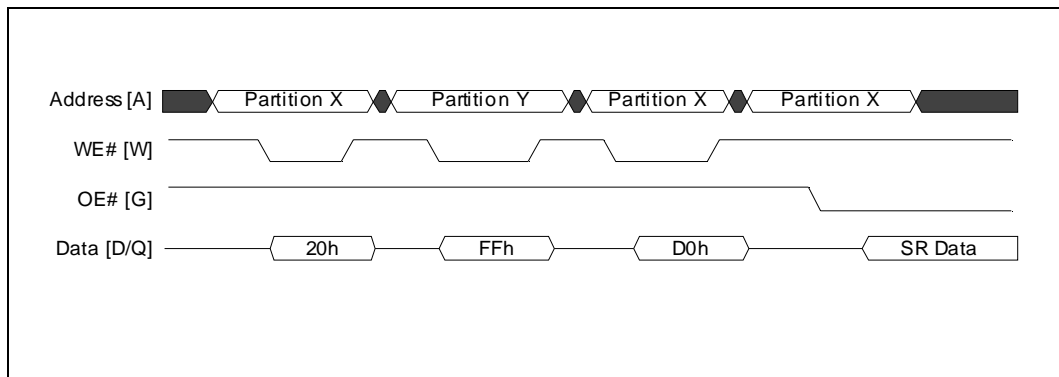 Address [A] Partition X Partition Y Partition X Partition X
WE# [W]
OE# [G]
Data [D/Q] 20h FFh D0h SR Data